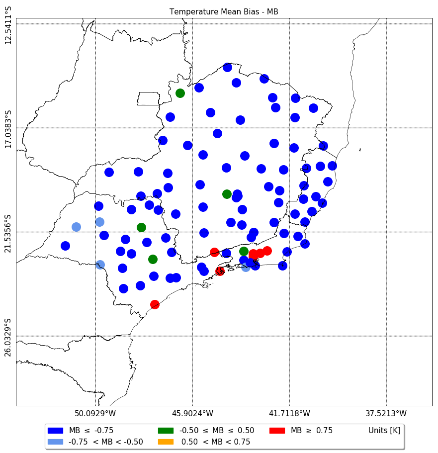 Temperature Mean Bias - MB
12.5411°S
17.0383°S
21.5356°S
26.0329°S
50.0999°W 45.9024°W 41.7118°W 37.5213°W
MB ≤ -0.75 -0.50 ≤ MB ≤ 0.50 MB ≥ 0.75 Units [K]
-0.75 < MB < -0.50 0.50 < MB < 0.75